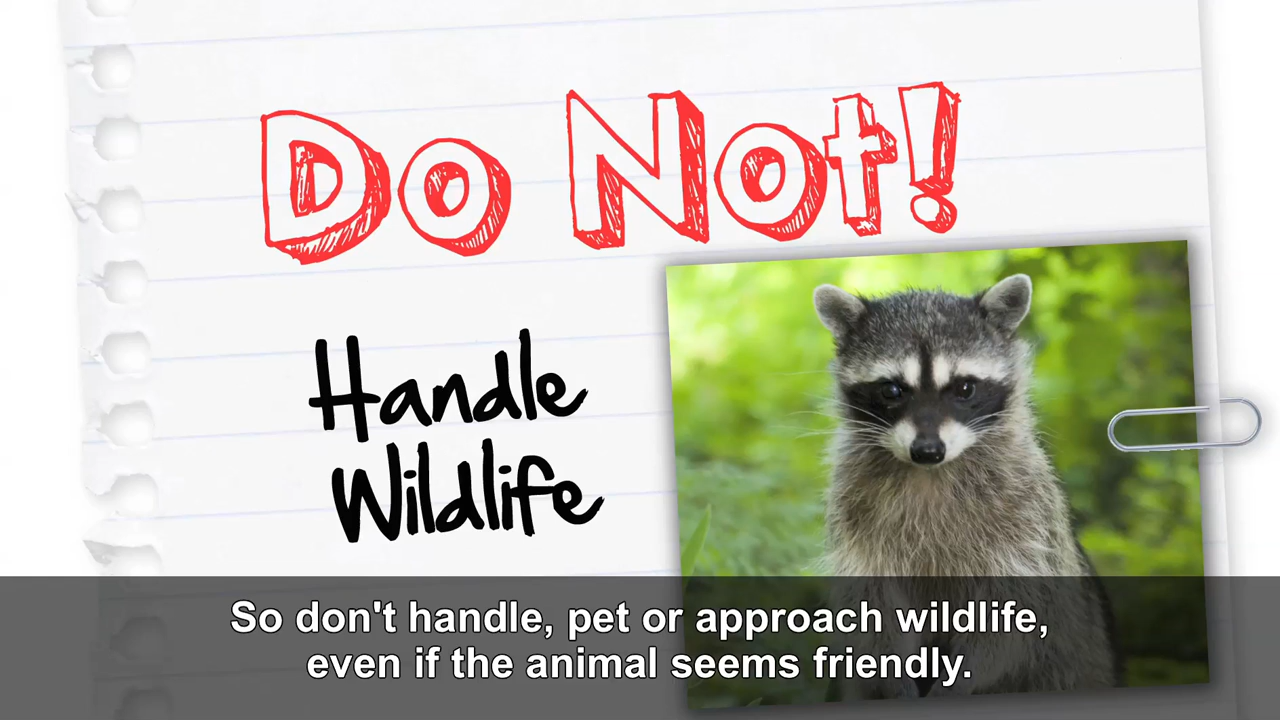 Do Not!
Handle
Wildlife
So don't handle, pet or approach wildlife,
even if the animal seems friendly.